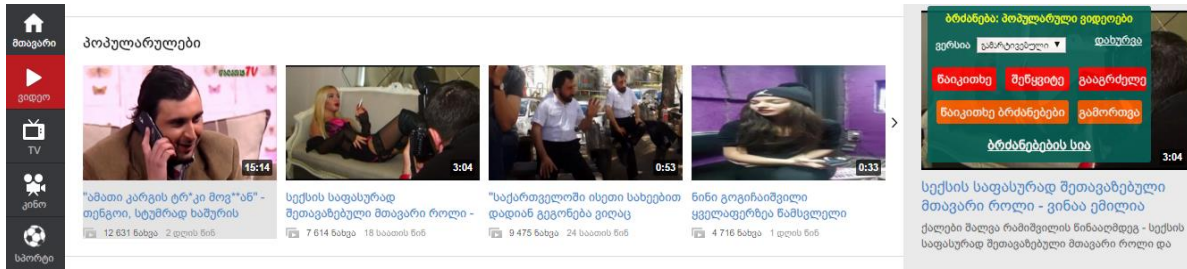 მთავარი
ვიდეო
TV
კინო
სპორტი
პოპულარულები
15:14
"ამათი კარგის ტრ*კი მოვ**ან" -
თენგოი, სტუმრად ხაშურის
12 631 ნახვა 2 დღის წინ
3:04
სექსის საფასურად
შეთავაზებული მთავარი როლი -
7 614 ნახვა 18 საათის წინ
0:53
"საქართველოში ისეთი სახეებით
დადიან გეგონება ვიღაც
9 475 ნახვა 24 საათის წინ
0:33
ნინი გოგიჩაიშვილი
ყველაფერზეა წამსვლელი
4 716 ნახვა 1 დღის წინ
ბრძანება: პოპულარული ვიდეოები
ვერსია გამარტივებული დახურვა
წაიკითხე შეწყვიტე გააგრძელე
წაიკითხე ბრძანებები გამორთვა
ბრძანებების სია
3:04
სექსის საფასურად შეთავაზებული
მთავარი როლი - ვინაა ემილია
ქალები შალვა რამიშვილის წინააღმდეგ - სექსის
საფასურად შეთავაზებული მთავარი როლი და